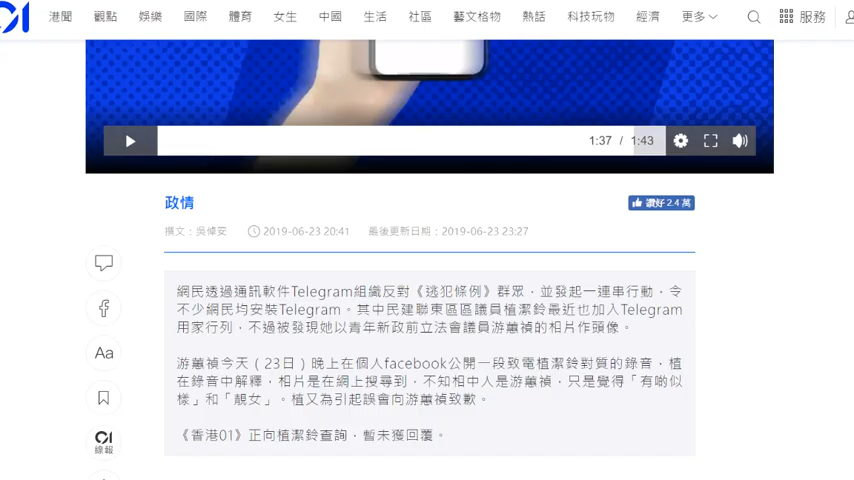 01
港聞 觀點 娛樂 國際 體育 女生 中國 生活 社區 藝文格物 熱話 科技玩物 經濟 更多 服務
1:37 / 1:43
政情
讚好 2.4 萬
撰文：吳倬安 2019-06-23 20:41 最後更新日期：2019-06-23 23:27
網民透過通訊軟件Telegram組織反對《逃犯條例》群眾，並發起一連串行動，令
不少網民均安裝Telegram。其中民建聯東區區議員植潔鈴最近也加入Telegram
用家行列，不過被發現她以青年新政前立法會議員游蕙禎的相片作頭像。
游蕙禎今天（23日）晚上在個人facebook公開一段致電植潔鈴對質的錄音，植
在錄音中解釋，相片是在網上搜尋到，不知相中人是游蕙禎，只是覺得「有啲似
樣」和「靚女」。植又為引起誤會向游蕙禎致歉。
《香港01》正向植潔鈴查詢，暫未獲回覆。
Aa
01
線報